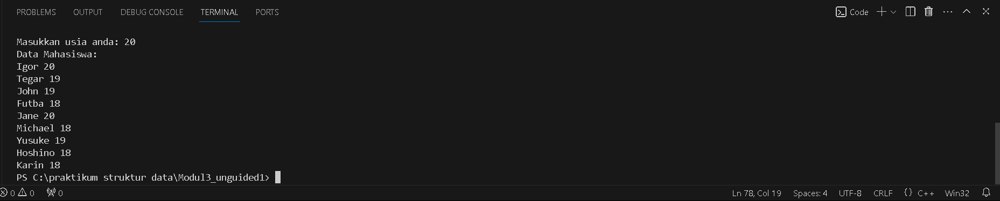 PROBLEMS OUTPUT DEBUG CONSOLE TERMINAL PORTS Code
Masukkan usia anda: 20
Data Mahasiswa:
Igor 20
Tegar 19
John 19
Futba 18
Jane 20
Michael 18
Yusuke 19
Hoshino 18
Karin 18
PS C:\praktikum struktur data\Modul3_unguided1>
0 0 0 Ln 78, Col 19 Spaces: 4 UTF-8 CRLF {} C++ Win32